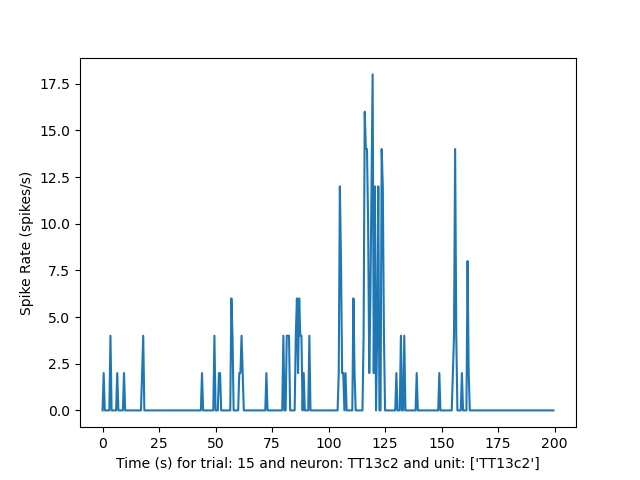 17.5
15.0
12.5
10.0
7.5
5.0
2.5
0.0
Spike Rate (spikes/s)
0 25 50 75 100 125 150 175 200
Time (s) for trial: 15 and neuron: TT13c2 and unit: ['TT13c2']